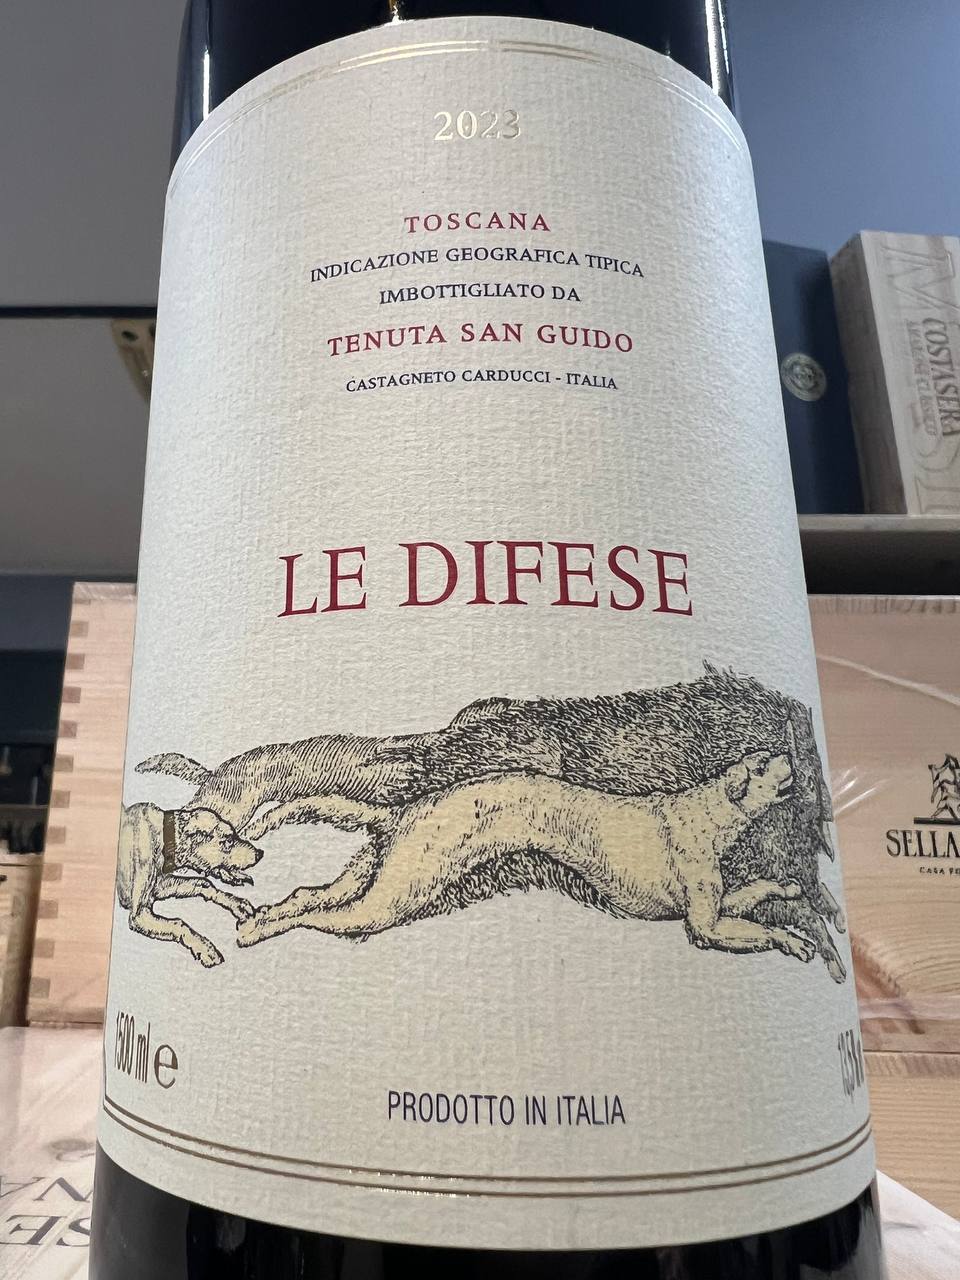 2023
TOSCANA
INDICAZIONE GEOGRAFICA TIPICA
IMBOTTIGLIATO DA
TENUTA SAN GUIDO
CASTAGNETO CARDUCCI - ITALIA
LE DIFESE
1500 ml e
PRODOTTO IN ITALIA
COSTASERA
SELLA